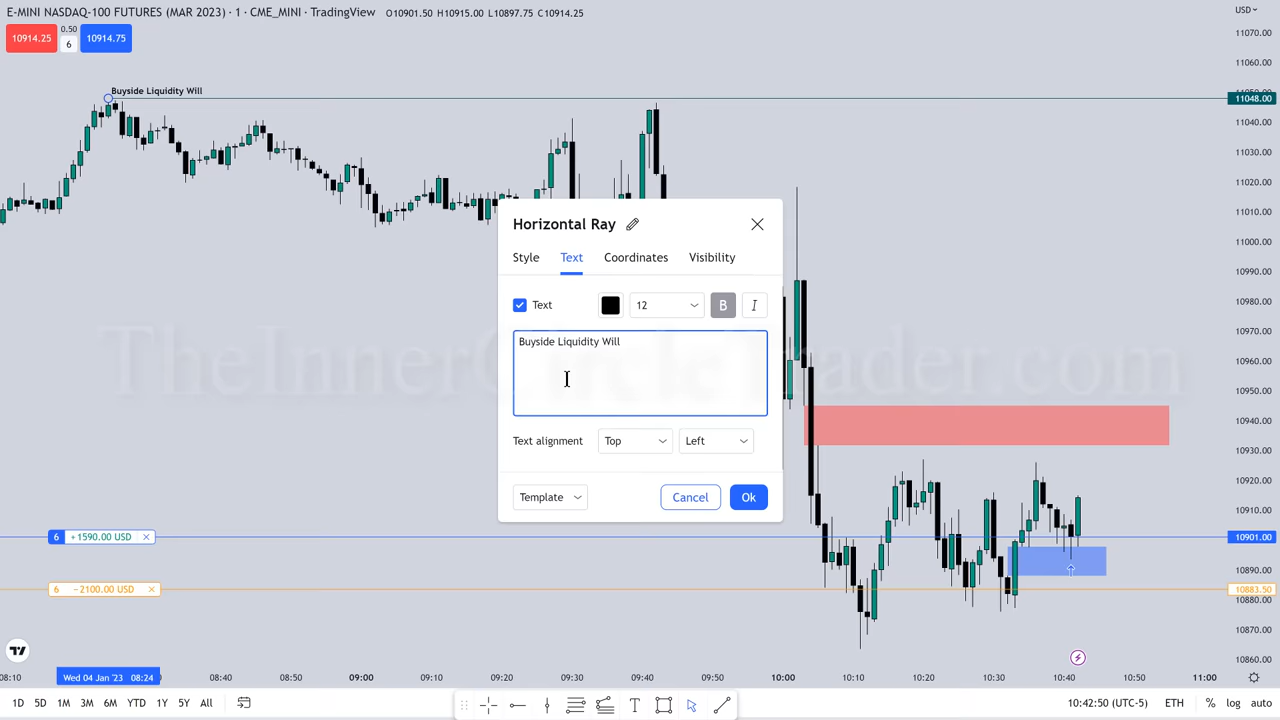 E-MINI NASDAQ-100 FUTURES (MAR 2023) · 1 · CME_MINI · TradingView O10901.50 H10915.00 L10897.75 C10914.25
USD
10914.25 0.50 6 10914.75
11070.00
11060.00
Buyside Liquidity Will
11048.00
11040.00
11030.00
11020.00
11010.00
11000.00
10990.00
10980.00
10970.00
10960.00
10950.00
10940.00
10930.00
10920.00
10910.00
10901.00
10890.00
10883.50
10880.00
10870.00
10860.00
TheInnerCircleTrader.com
Horizontal Ray
Style Text Coordinates Visibility
Text 12 B I
Buyside Liquidity Will
Text alignment Top Left
Template Cancel Ok
6 +1590.00 USD
6 −2100.00 USD
08:10 Wed 04 Jan '23 08:24 08:40 08:50 09:00 09:10 09:20 09:30 09:40 09:50 10:00 10:10 10:20 10:30 10:40 10:50 11:00
1D 5D 1M 3M 6M YTD 1Y 5Y All T 10:42:50 (UTC-5) ETH % log auto